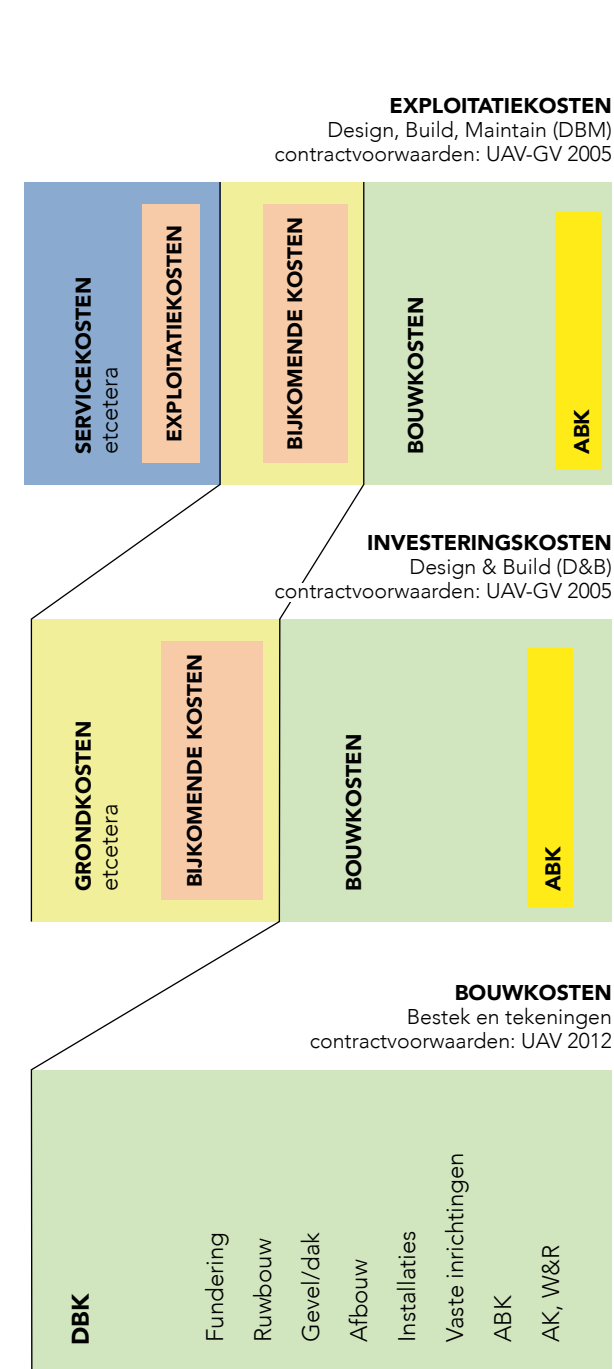 EXPLOITATIEKOSTEN
Design, Build, Maintain (DBM)
contractvoorwaarden: UAV-GV 2005
SERVICEKOSTEN
etcetera
EXPLOITATIEKOSTEN
BIJKOMENDE KOSTEN
BOUWKOSTEN
ABK
INVESTERINGSKOSTEN
Design & Build (D&B)
contractvoorwaarden: UAV-GV 2005
GRONDKOSTEN
etcetera
BIJKOMENDE KOSTEN
BOUWKOSTEN
ABK
BOUWKOSTEN
Bestek en tekeningen
contractvoorwaarden: UAV 2012
DBK
Fundering
Ruwbouw
Gevel/dak
Afbouw
Installaties
Vaste inrichtingen
ABK
AK, W&R